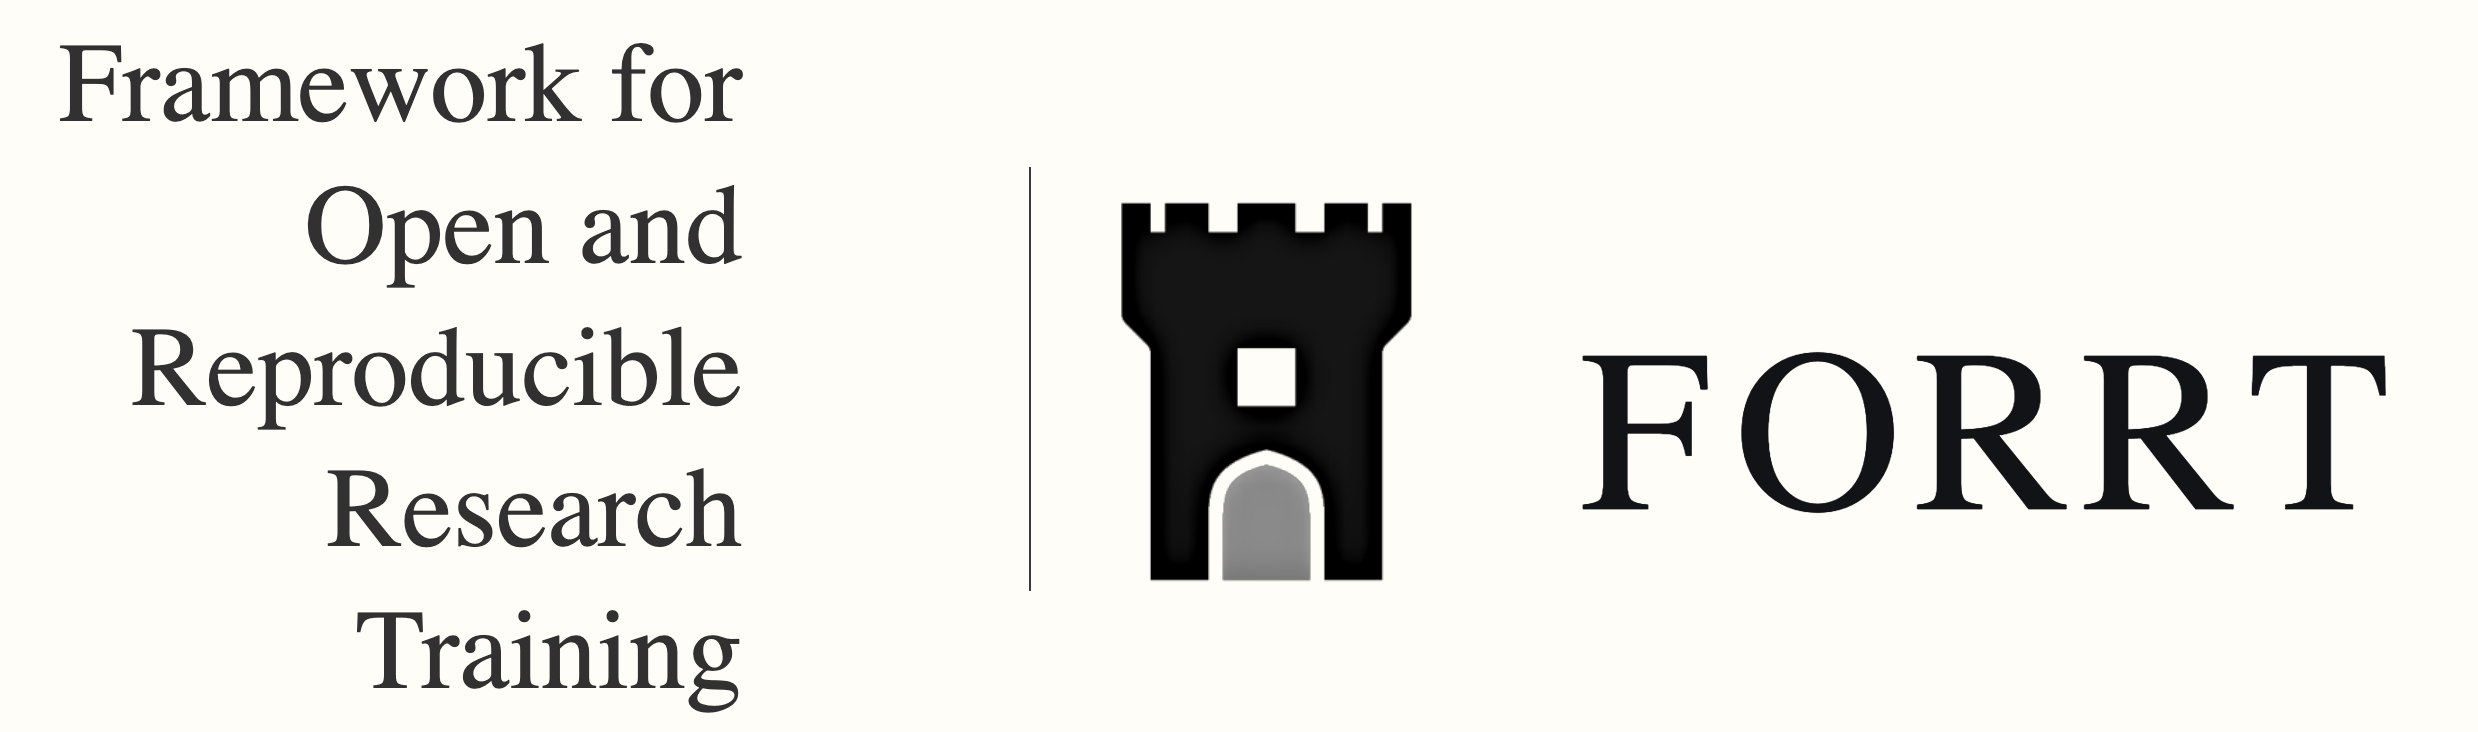 Framework for
Open and
Reproducible
Research
Training
FORRT